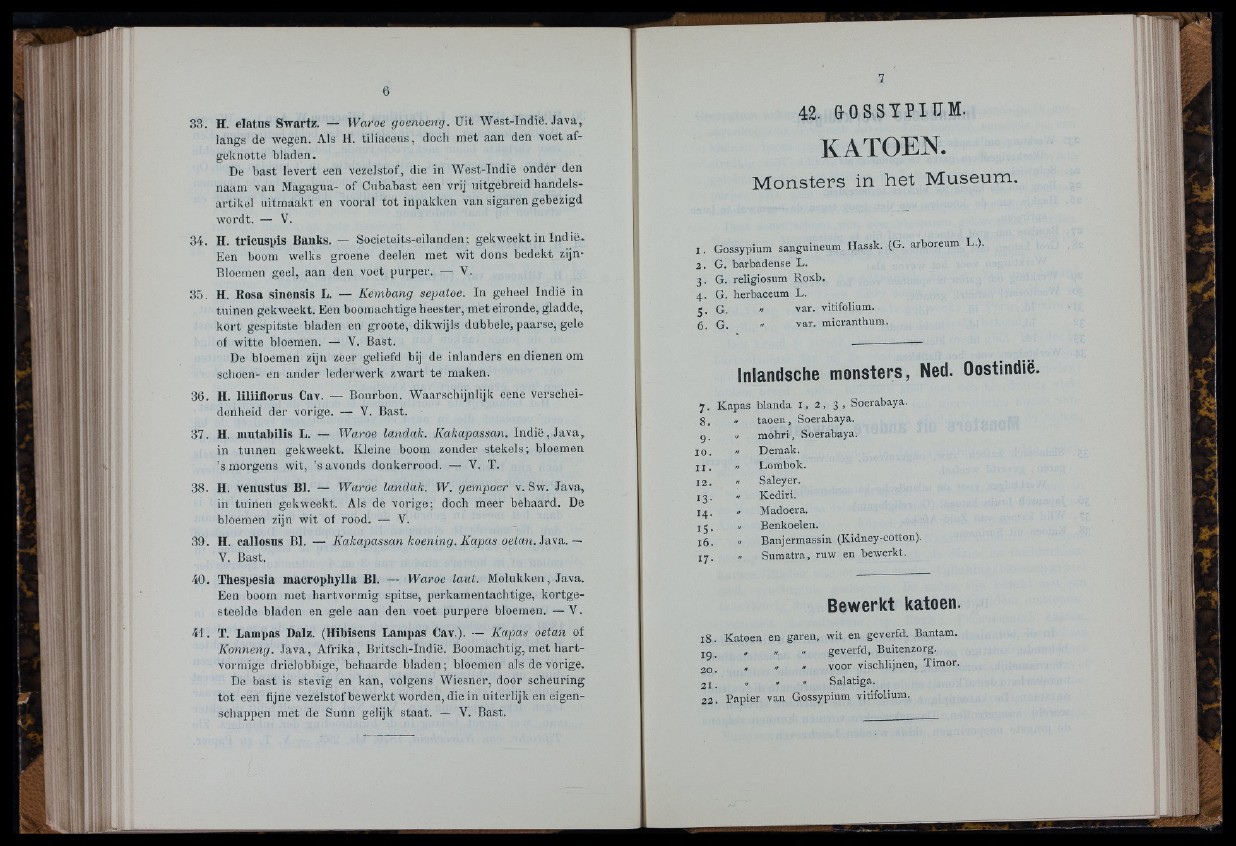 6
33. H. elatus Swartz. — Waroe goenoeng. Uit West-Indië. Java,
langs de wegen. Als H. tiliaceus, doch met aan den voet af-
geknotte bladen.
De bast levert een vezelstof, die in West-Indië onder den
naam van Magagua- of Cubabast een vrij uitgebreid handels-
artikel uitmaakt en vooral tot inpakken van sigaren gebezigd
wordt. — V.
34. H. tricuspis Banks. — Societeits-eilanden: gekweekt in Indië.
Een boom welks groene deelen met wit dons bedekt zijn·
Bloemen geel, aan den voet purper. — V.
35. H. Rosa sinensis L. — Kembang sepatoe. In geheel Indië in
tuinen gekweekt. Een boomachtige heester, met eironde, gladde,
kort gespitste bladen en groote, dikwijls dubbele, paarse, gele
of witte bloemen. — V. Bast.
De bloemen zijn zeer geliefd bij de inlanders en dienen om
schoen- en ander lederwerk zwart te maken.
36. H. liliiflorus Cav. — Bourbon. Waarschijnlijk eene verschei-
denheid der vorige. — V. Bast.
37. H. mutabilis L. — Waroe landak. Kakapassan. Indië, Java,
in tuinen gekweekt. Kleine boom zonder stekels; bloemen
'smorgens wit, 'savonds donkerrood. — V. T.
38. H. venustus Bl. — Waroe landak. W. gempoer v. Sw. Java,
in tuinen gekweekt. Als de vorige; doch meer behaard. De
bloemen zijn wit of rood. — V.
39. H. callosus Bl. — Kakapassan koening. Kapas oetan. Java. —
V. Bast.
40. Thespesia macrophylla Bl. — Waroe laut. Molukken, Java.
Een boom met hartvormig spitse, perkamentachtige, kortge-
steelde bladen en gele aan den voet purpere bloemen. — V.
41. T. Lampas Dalz. (Hibiscus Lampas Cav.). — Kapas oetan of
Konneng. Java, Afrika, Britsch-Indië. Boomachtig, met hart-
vormige drielobbige, behaarde bladen; bloemen als de vorige.
De bast is stevig en kan, volgens Wiesner, door scheuring
tot een fijne vezelstof bewerkt worden, die in uiterlijk en eigen-
schappen met de Sunn gelijk staat. — V. Bast.
7
42. GOSSYPIUM.
KATOEN.
Monsters in het Museum.
1. Gossypium sanguineum Hassk. (G. arboreum L.).
2. G. barbadense L.
3. G. religiosum Roxb.
4. G. herbaceum L.
5. G. " var. vitifolium.
6. G. " var. micranthum.
Inlandsche monsters, Ned. Oostindië.
7. Kapas blanda 1, 2, 3, Soerabaya.
8. " taoen, Soerabaya.
9. " mohri, Soerabaya.
10. " Demak.
11. " Lombok.
12. " Saleyer.
13. " Kediri.
14. " Madoera.
15. " Benkoelen.
16. " Banjermassin (Kidney-cotton).
17. " Sumatra, ruw en bewerkt.
Bewerkt katoen.
18. Katoen en garen, wit en geverfd. Bantam.
19. " " " geverfd, Buitenzorg.
20. " " " voor vischlijnen, Timor.
21. " " " Salatiga.
22. Papier van Gossypium vitifolium.